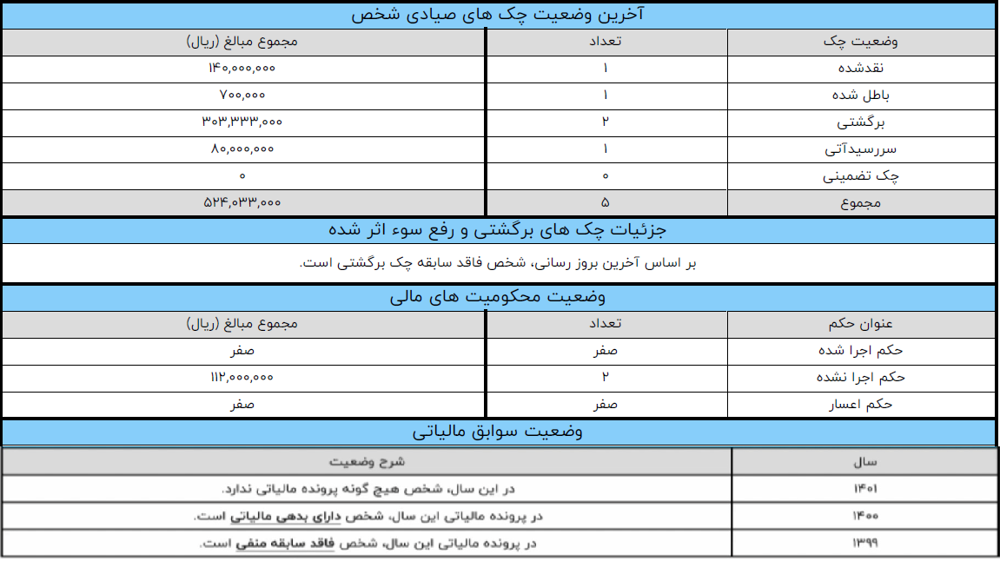 آخرین وضعیت چک های صیادی شخص
وضعیت چک تعداد مجموع مبالغ (ریال)
نقدشده ۱ ۱۴۰,۰۰۰,۰۰۰
باطل شده ۱ ۷۰۰,۰۰۰
برگشتی ۲ ۳۰۳,۳۳۳,۰۰۰
سررسیدآتی ۱ ۸۰,۰۰۰,۰۰۰
چک تضمینی ۰ ۰
مجموع ۵ ۵۲۴,۰۳۳,۰۰۰
جزئیات چک های برگشتی و رفع سوء اثر شده
بر اساس آخرین بروز رسانی، شخص فاقد سابقه چک برگشتی است.
وضعیت محکومیت های مالی
عنوان حکم تعداد مجموع مبالغ (ریال)
حکم اجرا شده صفر صفر
حکم اجرا نشده ۲ ۱۱۲,۰۰۰,۰۰۰
حکم اعسار صفر صفر
وضعیت سوابق مالیاتی
سال شرح وضعیت
۱۴۰۱ در این سال، شخص هیچ گونه پرونده مالیاتی ندارد.
۱۴۰۰ در پرونده مالیاتی این سال، شخص دارای بدهی مالیاتی است.
۱۳۹۹ در پرونده مالیاتی این سال، شخص فاقد سابقه منفی است.